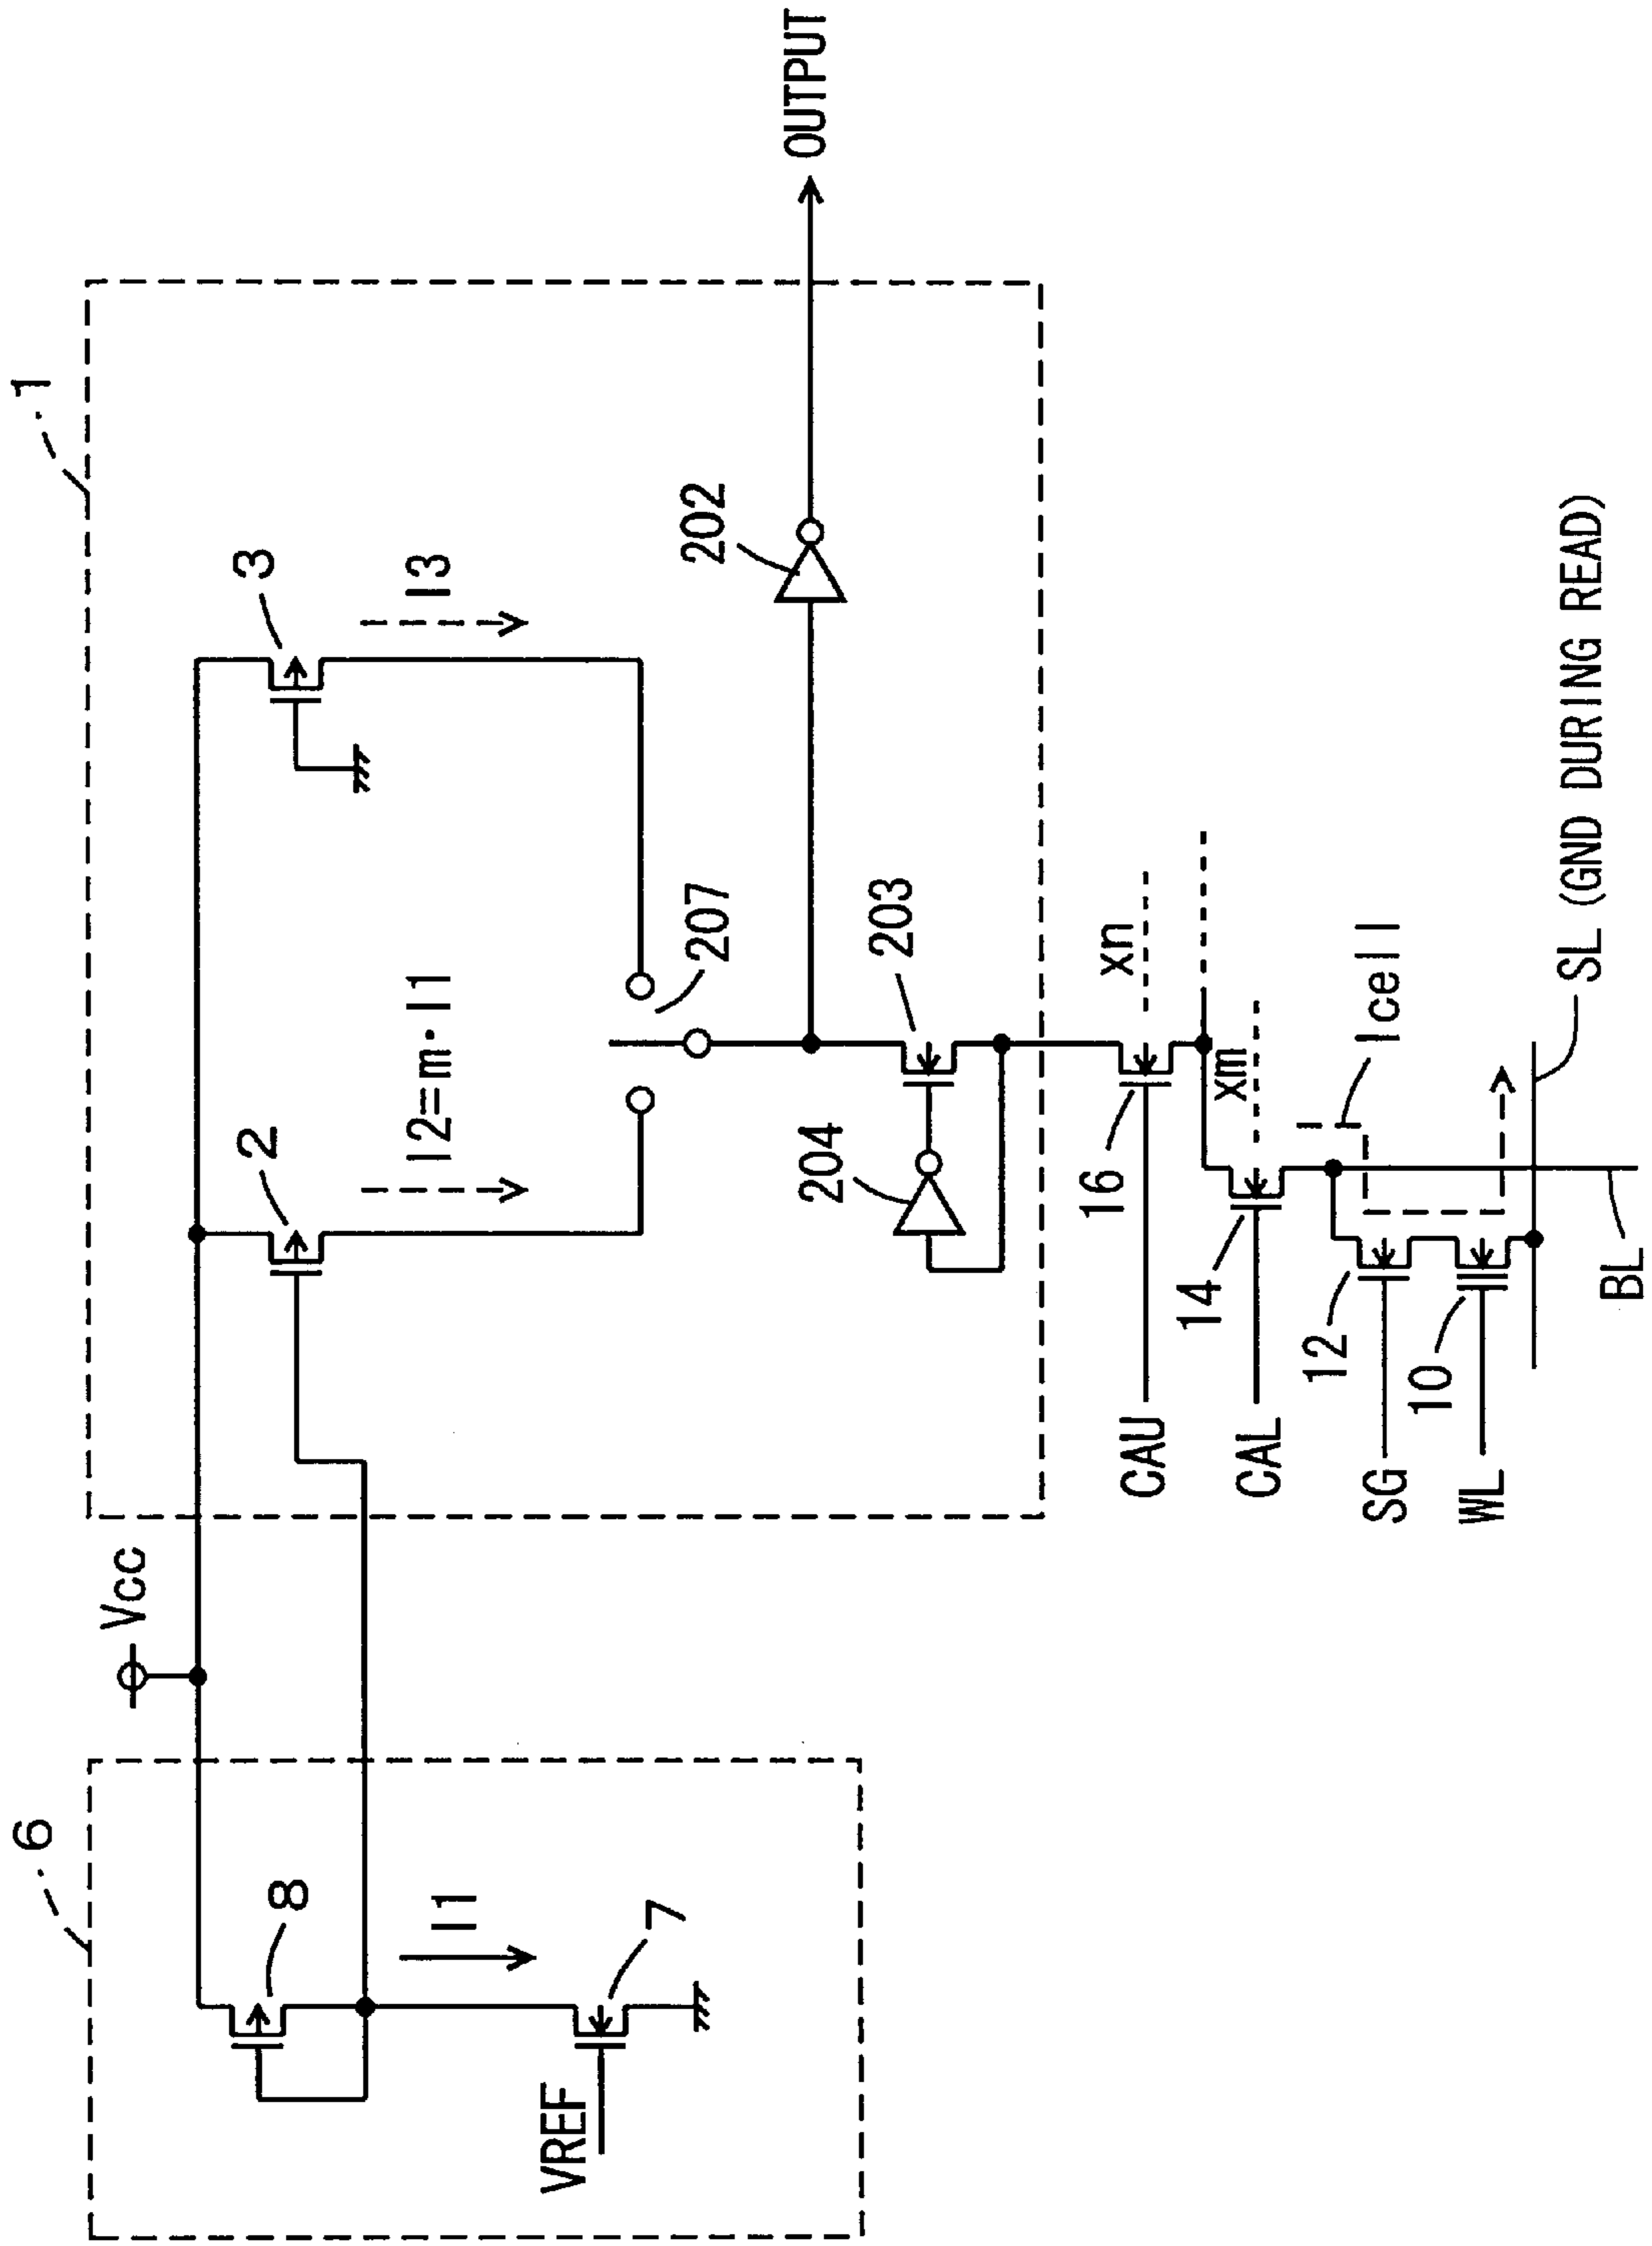 6
8
I1
7
VREF
Vcc
1
2
I2=m·I1
3
I3
207
202
OUTPUT
203
204
16
xn
CAU
14
xm
CAL
12
Icell
SG
10
WL
SL (GND DURING READ)
BL